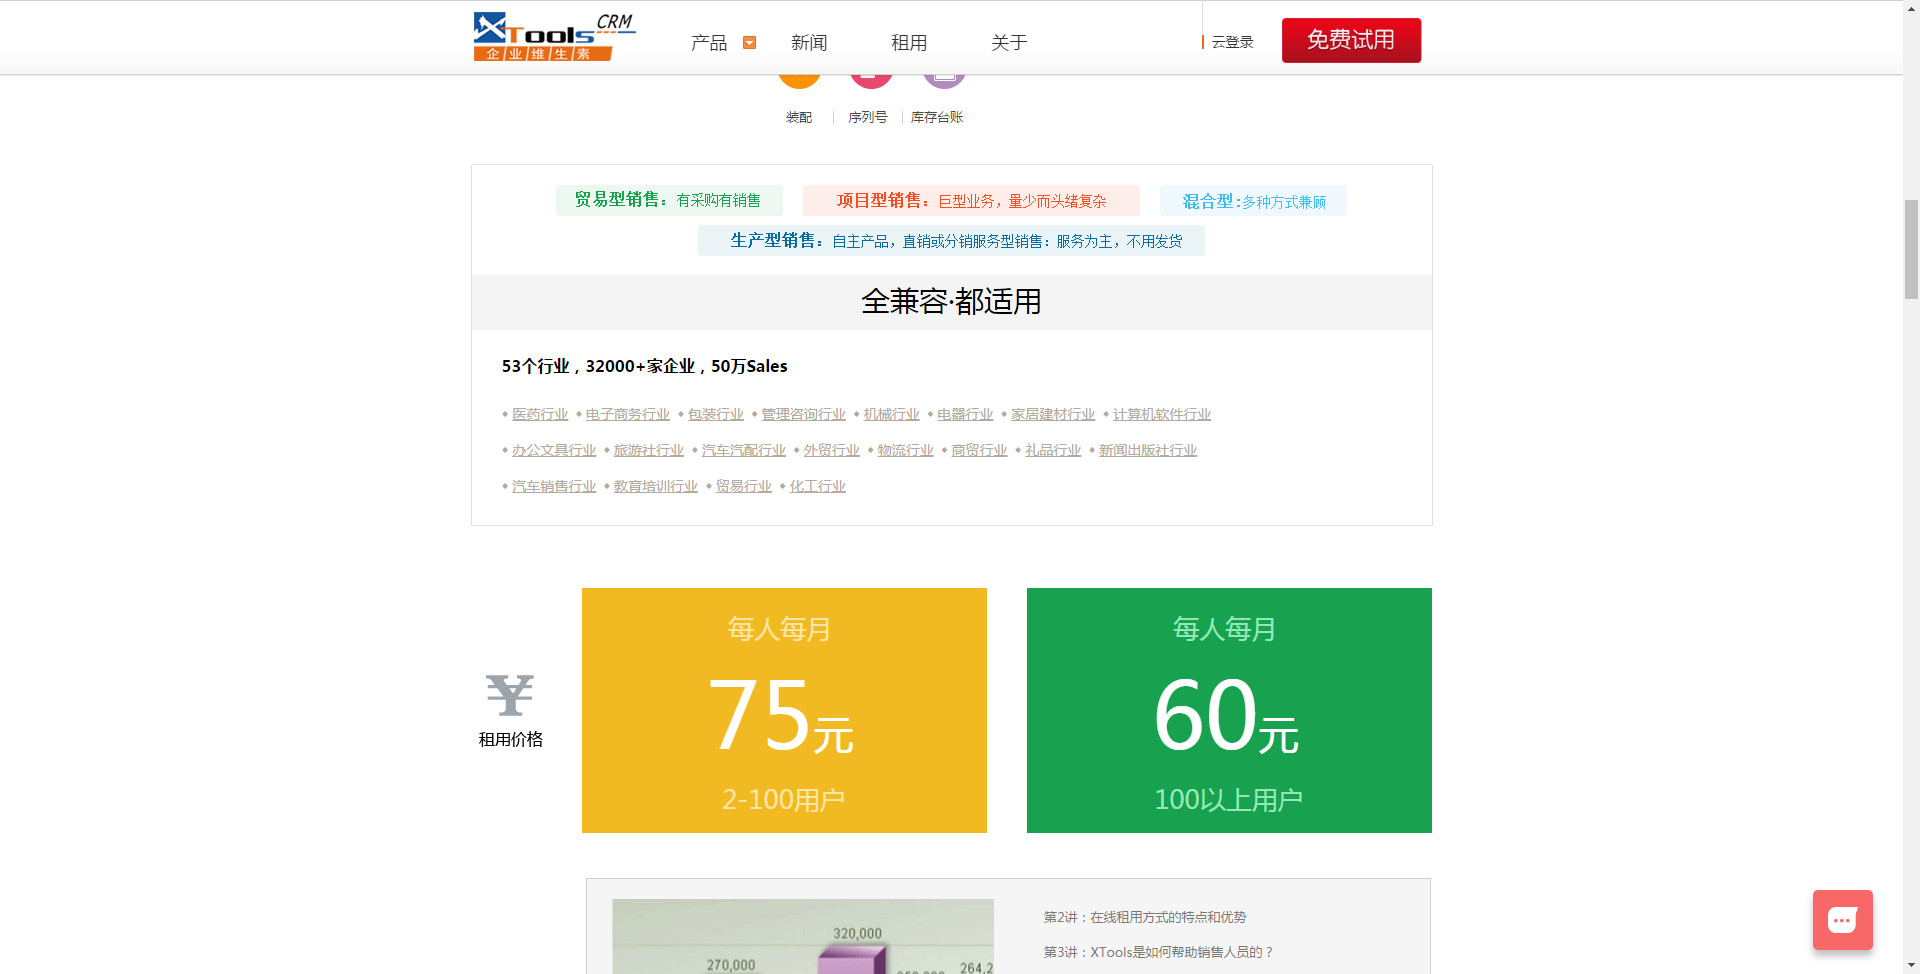 XTools CRM
企业维生素
产品 新闻 租用 关于 云登录 免费试用
装配 序列号 库存台账
贸易型销售：有采购有销售 项目型销售：巨型业务，量少而头绪复杂 混合型:多种方式兼顾
生产型销售：自主产品，直销或分销服务型销售：服务为主，不用发货
全兼容·都适用
53个行业，32000+家企业，50万Sales
医药行业 电子商务行业 包装行业 管理咨询行业 机械行业 电器行业 家居建材行业 计算机软件行业
办公文具行业 旅游社行业 汽车汽配行业 外贸行业 物流行业 商贸行业 礼品行业 新闻出版社行业
汽车销售行业 教育培训行业 贸易行业 化工行业
¥
租用价格
每人每月
75元
2-100用户
每人每月
60元
100以上用户
320,000
270,000
第2讲：在线租用方式的特点和优势
第3讲：XTools是如何帮助销售人员的？